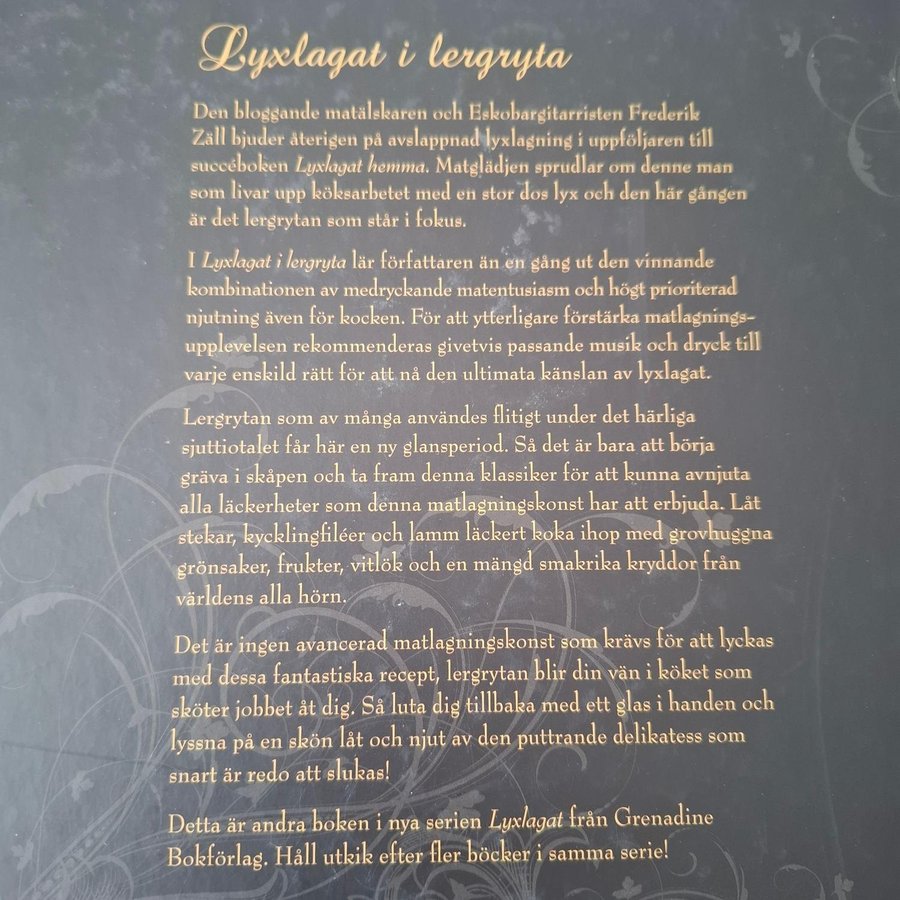 Lyxlagat i lergryta
Den bloggande matälskaren och Eskobargitarristen Frederik
Zäll bjuder återigen på avslappnad lyxlagning i uppföljaren till
succéboken Lyxlagat hemma. Matglädjen sprudlar om denne man
som livar upp köksarbetet med en stor dos lyx och den här gången
är det lergrytan som står i fokus.
I Lyxlagat i lergryta lär författaren än en gång ut den vinnande
kombinationen av medryckande matentusiasm och högt prioriterad
njutning även för kocken. För att ytterligare förstärka matlagnings-
upplevelsen rekommenderas givetvis passande musik och dryck till
varje enskild rätt för att nå den ultimata känslan av lyxlagat.
Lergrytan som av många användes flitigt under det härliga
sjuttiotalet får här en ny glansperiod. Så det är bara att börja
gräva i skåpen och ta fram denna klassiker för att kunna avnjuta
alla läckerheter som denna matlagningskonst har att erbjuda. Låt
stekar, kycklingfiléer och lamm läckert koka ihop med grovhuggna
grönsaker, frukter, vitlök och en mängd smakrika kryddor från
världens alla hörn.
Det är ingen avancerad matlagningskonst som krävs för att lyckas
med dessa fantastiska recept, lergrytan blir din vän i köket som
sköter jobbet åt dig. Så luta dig tillbaka med ett glas i handen och
lyssna på en skön låt och njut av den puttrande delikatess som
snart är redo att slukas!
Detta är andra boken i nya serien Lyxlagat från Grenadine
Bokförlag. Håll utkik efter fler böcker i samma serie!